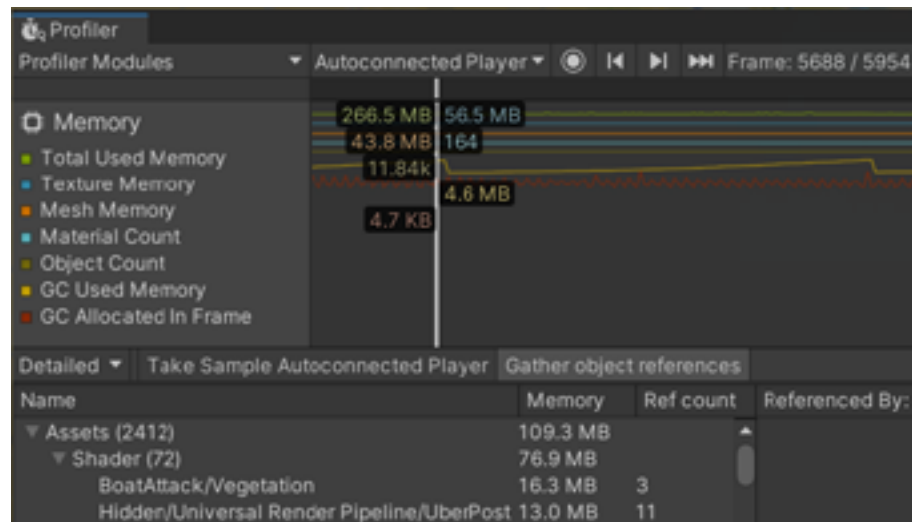 Profiler
Profiler Modules Autoconnected Player Frame: 5688 / 5954
Memory
266.5 MB 56.5 MB
43.8 MB 164
11.84k
4.6 MB
4.7 KB
Total Used Memory
Texture Memory
Mesh Memory
Material Count
Object Count
GC Used Memory
GC Allocated In Frame
Detailed Take Sample Autoconnected Player Gather object references
Name Memory Ref count Referenced By:
Assets (2412) 109.3 MB
Shader (72) 76.9 MB
BoatAttack/Vegetation 16.3 MB 3
Hidden/Universal Render Pipeline/UberPost 13.0 MB 11